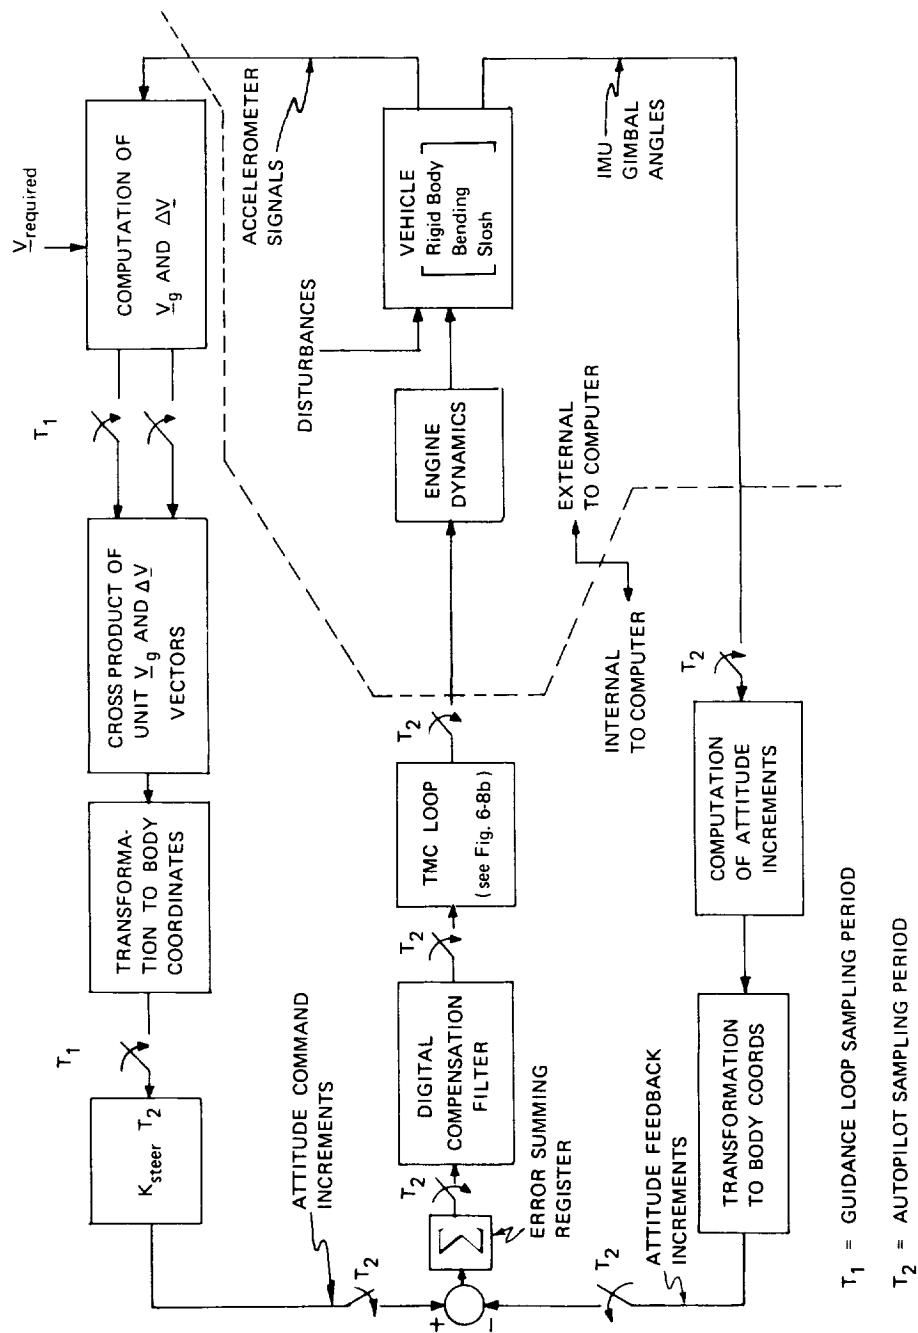 V required
COMPUTATION OF
V g AND ΔV
T1
CROSS PRODUCT OF
UNIT V g AND ΔV
VECTORS
TRANSFORMA-
TION TO BODY
COORDINATES
T1
K steer T2
ATTITUDE COMMAND
INCREMENTS
T2
+
-
Σ
ERROR SUMMING
REGISTER
T2
DIGITAL
COMPENSATION
FILTER
T2
TMC LOOP
(see Fig. 6-8b)
T2
ENGINE
DYNAMICS
DISTURBANCES
VEHICLE
Rigid Body
Bending
Slosh
ACCELEROMETER
SIGNALS
IMU
GIMBAL
ANGLES
EXTERNAL
TO COMPUTER
INTERNAL
TO COMPUTER
T2
COMPUTATION
OF ATTITUDE
INCREMENTS
TRANSFORMATION
TO BODY COORDS
ATTITUDE FEEDBACK
INCREMENTS
T2
T1 = GUIDANCE LOOP SAMPLING PERIOD
T2 = AUTOPILOT SAMPLING PERIOD